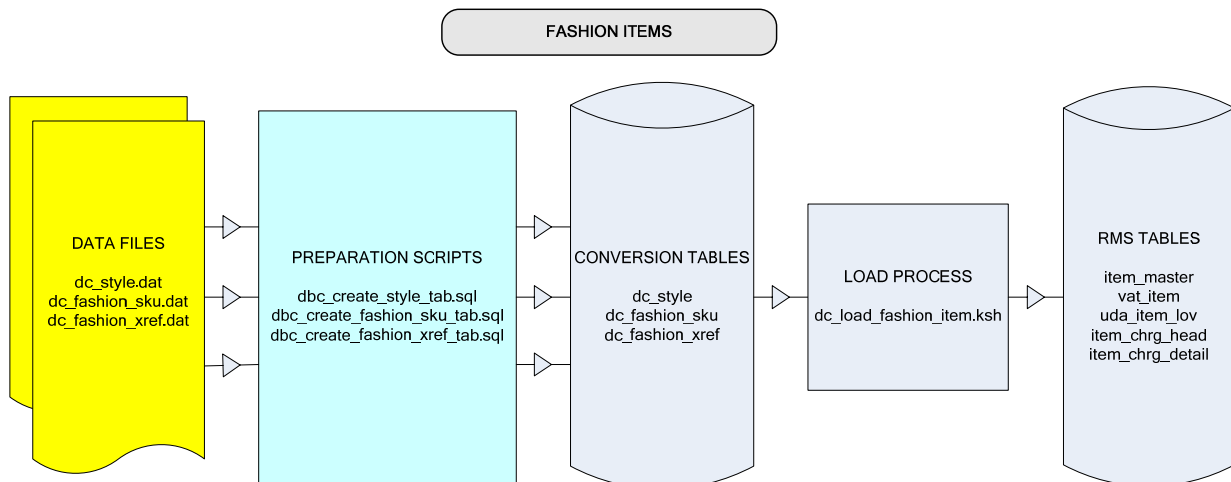 FASHION ITEMS
DATA FILES
dc_style.dat
dc_fashion_sku.dat
dc_fashion_xref.dat
PREPARATION SCRIPTS
dbc_create_style_tab.sql
dbc_create_fashion_sku_tab.sql
dbc_create_fashion_xref_tab.sql
CONVERSION TABLES
dc_style
dc_fashion_sku
dc_fashion_xref
LOAD PROCESS
dc_load_fashion_item.ksh
RMS TABLES
item_master
vat_item
uda_item_lov
item_chrg_head
item_chrg_detail